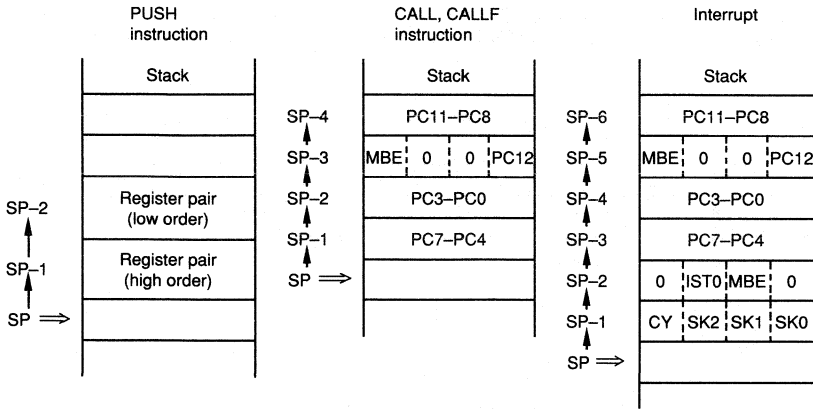 PUSH
instruction
Stack
SP–2
Register pair
(low order)
SP–1
Register pair
(high order)
SP
CALL, CALLF
instruction
Stack
SP–4
PC11–PC8
SP–3
MBE 0 0 PC12
SP–2
PC3–PC0
SP–1
PC7–PC4
SP
Interrupt
Stack
SP–6
PC11–PC8
SP–5
MBE 0 0 PC12
SP–4
PC3–PC0
SP–3
PC7–PC4
SP–2
0 IST0 MBE 0
SP–1
CY SK2 SK1 SK0
SP